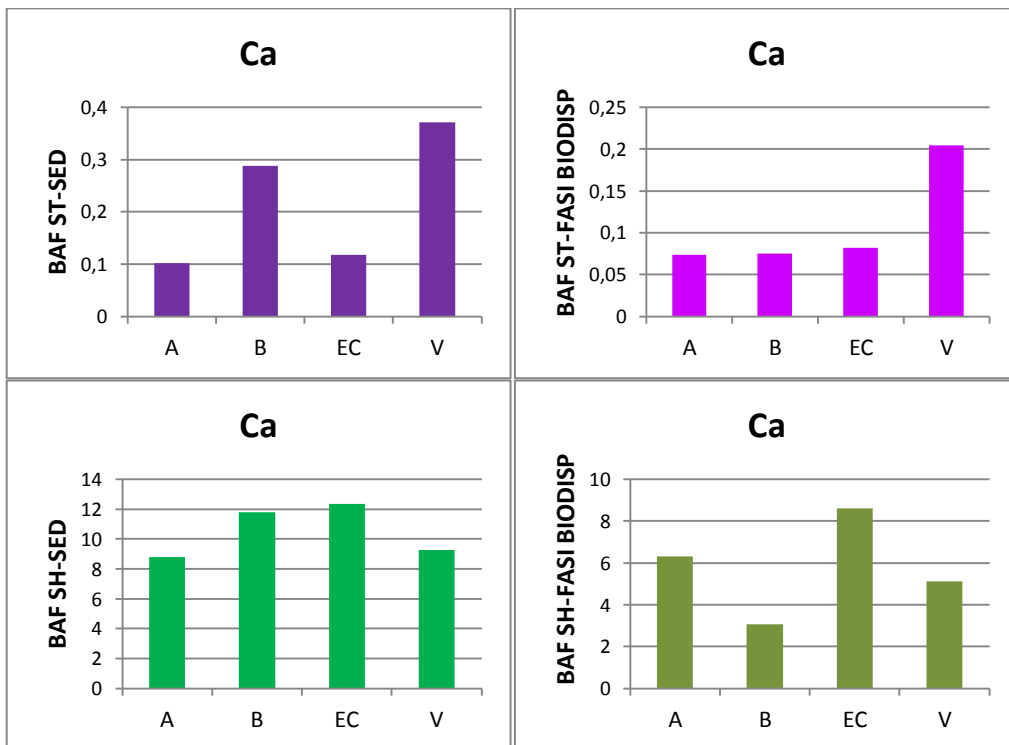 Ca
BAF ST-SED
0,4
0,3
0,2
0,1
0
A B EC V
Ca
BAF ST-FASI BIODISP
0,25
0,2
0,15
0,1
0,05
0
A B EC V
Ca
BAF SH-SED
14
12
10
8
6
4
2
0
A B EC V
Ca
BAF SH-FASI BIODISP
10
8
6
4
2
0
A B EC V